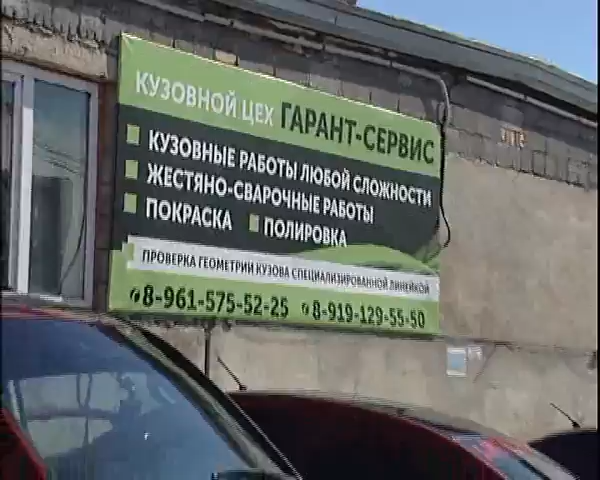 КУЗОВНОЙ ЦЕХ ГАРАНТ-СЕРВИС
КУЗОВНЫЕ РАБОТЫ ЛЮБОЙ СЛОЖНОСТИ
ЖЕСТЯНО-СВАРОЧНЫЕ РАБОТЫ
ПОКРАСКА ПОЛИРОВКА
ПРОВЕРКА ГЕОМЕТРИИ КУЗОВА СПЕЦИАЛИЗИРОВАННОЙ ЛИНЕЙКОЙ
8-961-575-52-25 8-919-129-55-50